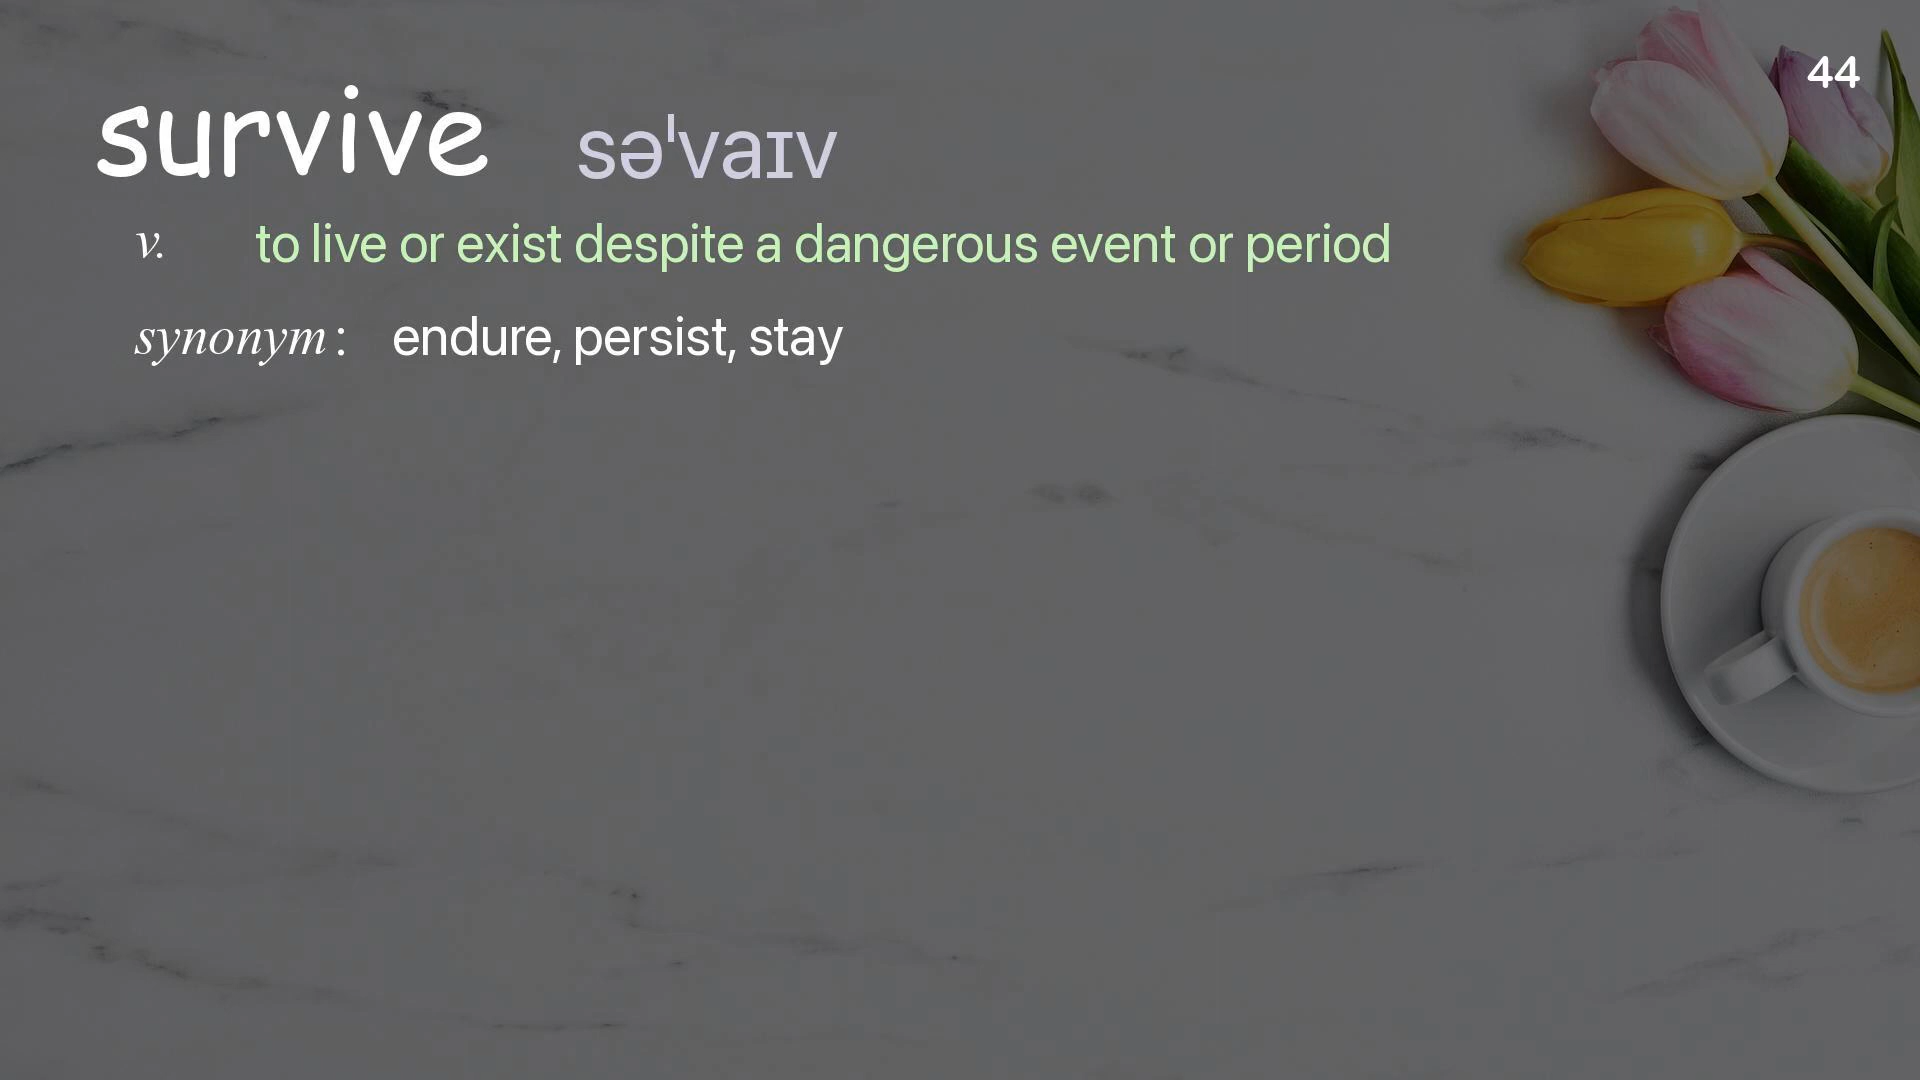 44
survive səˈvaɪv
v. to live or exist despite a dangerous event or period
synonym : endure, persist, stay